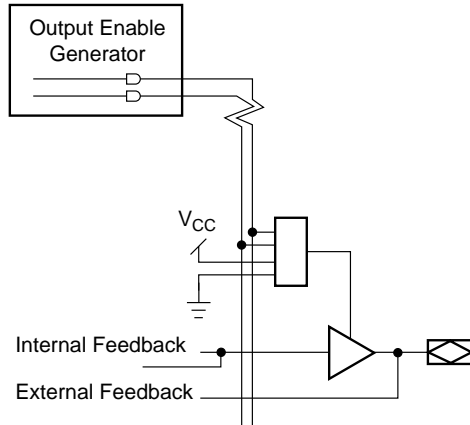 Output Enable
Generator
VCC
Internal Feedback
External Feedback